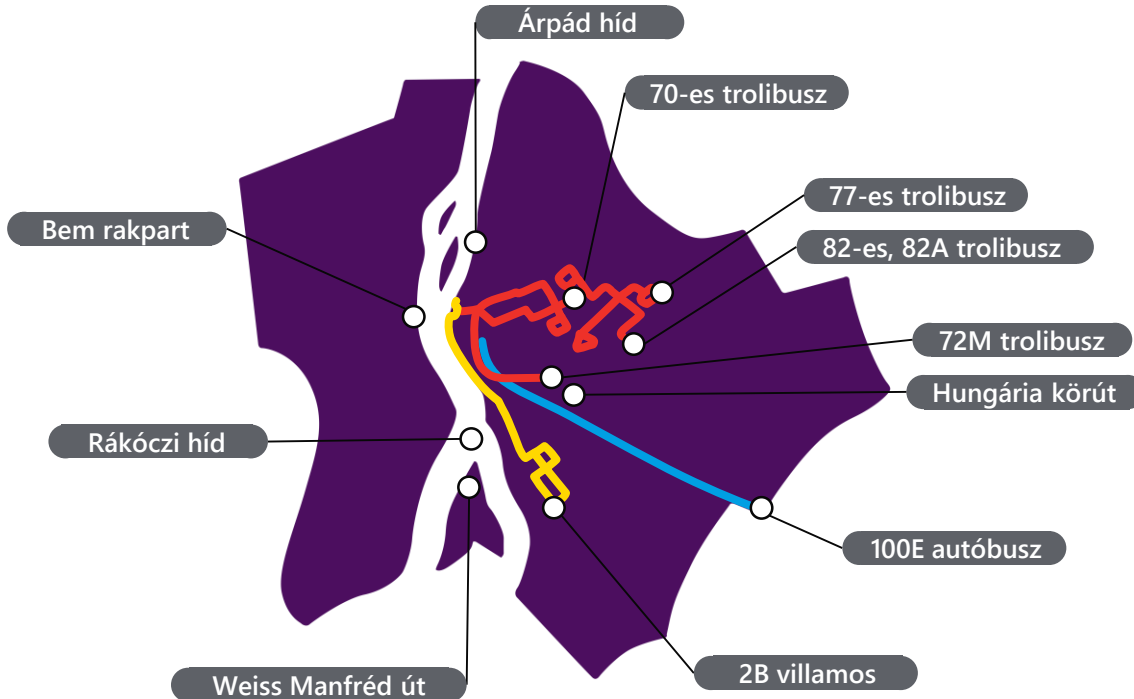 Árpád híd
70-es trolibusz
77-es trolibusz
Bem rakpart
82-es, 82A trolibusz
72M trolibusz
Hungária körút
Rákóczi híd
100E autóbusz
2B villamos
Weiss Manfréd út